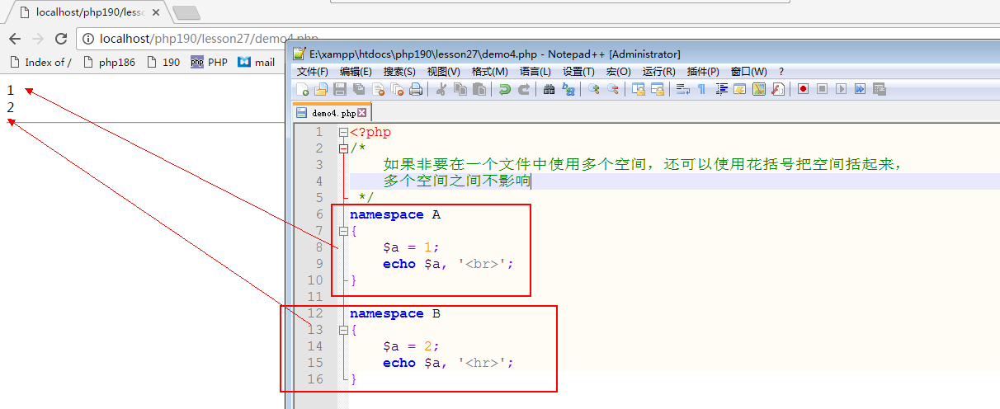 localhost/php190/less
localhost/php190/lesson27/demo4.php
Index of /
php186
190
php
PHP
mail
1
2
E:\xampp\htdocs\php190\lesson27\demo4.php - Notepad++ [Administrator]
文件(F) 编辑(E) 搜索(S) 视图(V) 格式(M) 语言(L) 设置(T) 宏(O) 运行(R) 插件(P) 窗口(W) ?
demo4.php
1 <?php
2 /*
3 如果非要在一个文件中使用多个空间，还可以使用花括号把空间括起来，
4 多个空间之间不影响
5 */
6 namespace A
7 {
8 $a = 1;
9 echo $a, '<br>';
10 }
11
12 namespace B
13 {
14 $a = 2;
15 echo $a, '<hr>';
16 }